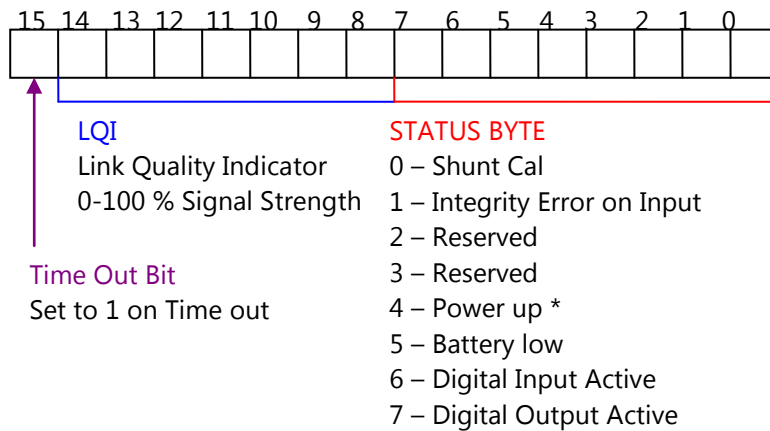 15 14 13 12 11 10 9 8 7 6 5 4 3 2 1 0
LQI
Link Quality Indicator
0-100 % Signal Strength
Time Out Bit
Set to 1 on Time out
STATUS BYTE
0 – Shunt Cal
1 – Integrity Error on Input
2 – Reserved
3 – Reserved
4 – Power up *
5 – Battery low
6 – Digital Input Active
7 – Digital Output Active